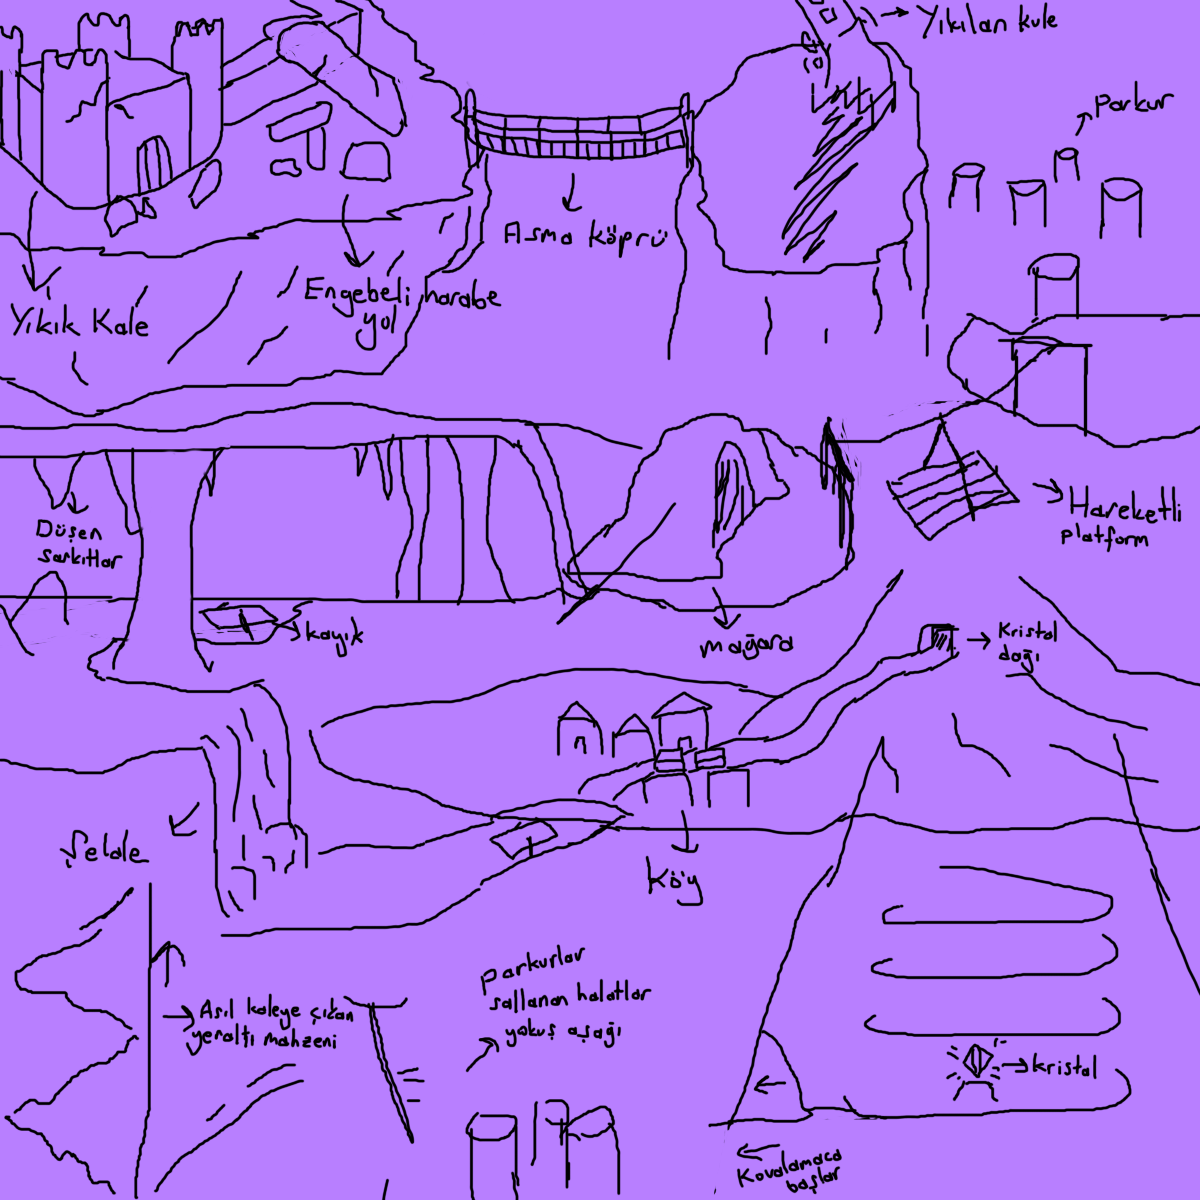 Yıkılan kule
Parkur
Asma köprü
Engebeli harabe
yol
Yıkık Kale
Hareketli
platform
Düşen
sarkıtlar
kayık
mağara
Kristal
dağı
Şelale
Köy
Parkurlar
sallanan halatlar
yokuş aşağı
Asıl kaleye çıkan
yeraltı mahzeni
kristal
Kovalamaca
başlar